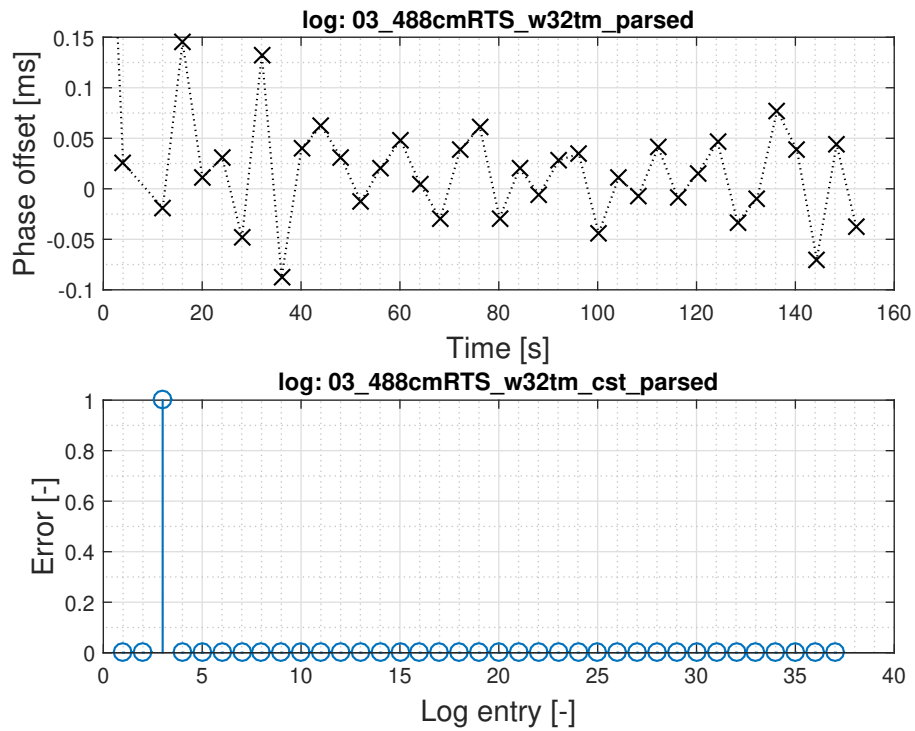 log: 03_488cmRTS_w32tm_parsed
Phase offset [ms]
0.15
0.1
0.05
0
-0.05
-0.1
0 20 40 60 80 100 120 140 160
Time [s]
log: 03_488cmRTS_w32tm_cst_parsed
Error [-]
1
0.8
0.6
0.4
0.2
0
0 5 10 15 20 25 30 35 40
Log entry [-]